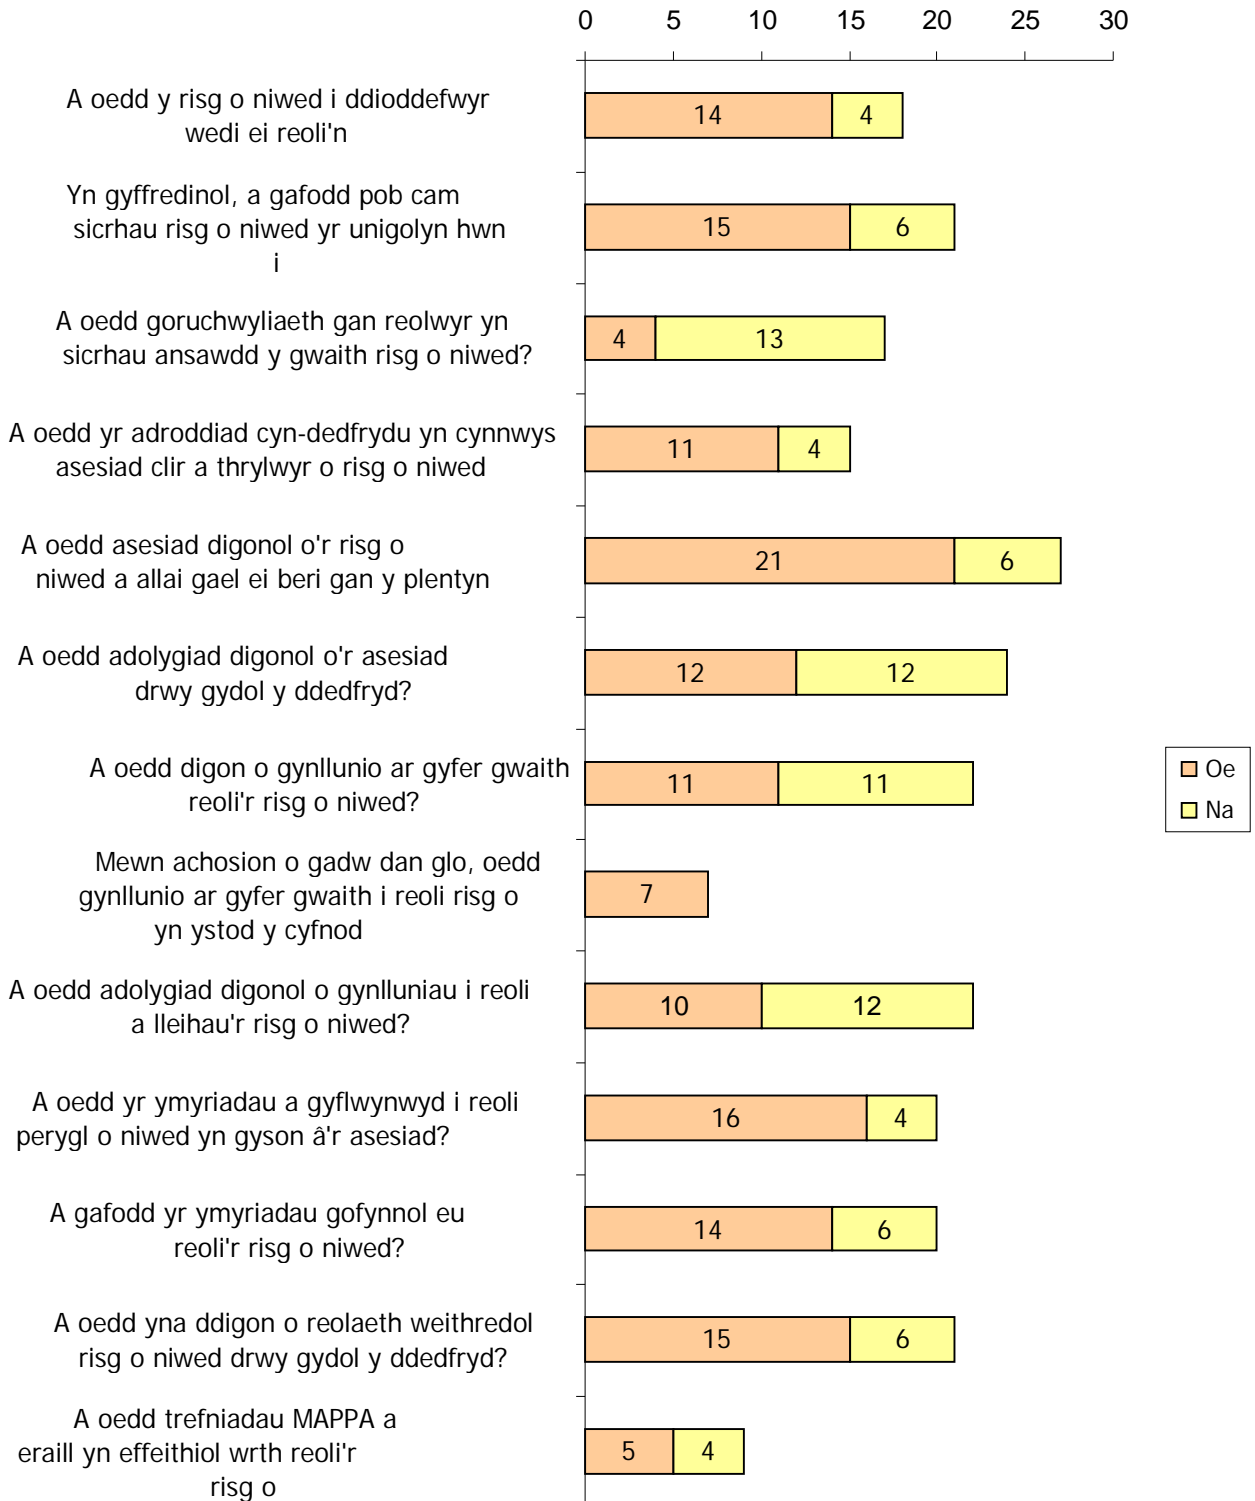 0 5 10 15 20 25 30
A oedd y risg o niwed i ddioddefwyr
wedi ei reoli'n
14 4
Yn gyffredinol, a gafodd pob cam
sicrhau risg o niwed yr unigolyn hwn
i
15 6
A oedd goruchwyliaeth gan reolwyr yn
sicrhau ansawdd y gwaith risg o niwed?
4 13
A oedd yr adroddiad cyn-dedfrydu yn cynnwys
asesiad clir a thrylwyr o risg o niwed
11 4
A oedd asesiad digonol o'r risg o
niwed a allai gael ei beri gan y plentyn
21 6
A oedd adolygiad digonol o'r asesiad
drwy gydol y ddedfryd?
12 12
A oedd digon o gynllunio ar gyfer gwaith
reoli'r risg o niwed?
11 11
Mewn achosion o gadw dan glo, oedd
gynllunio ar gyfer gwaith i reoli risg o
yn ystod y cyfnod
7
A oedd adolygiad digonol o gynlluniau i reoli
a lleihau'r risg o niwed?
10 12
A oedd yr ymyriadau a gyflwynwyd i reoli
perygl o niwed yn gyson â'r asesiad?
16 4
A gafodd yr ymyriadau gofynnol eu
reoli'r risg o niwed?
14 6
A oedd yna ddigon o reolaeth weithredol
risg o niwed drwy gydol y ddedfryd?
15 6
A oedd trefniadau MAPPA a
eraill yn effeithiol wrth reoli'r
risg o
5 4
Oe
Na